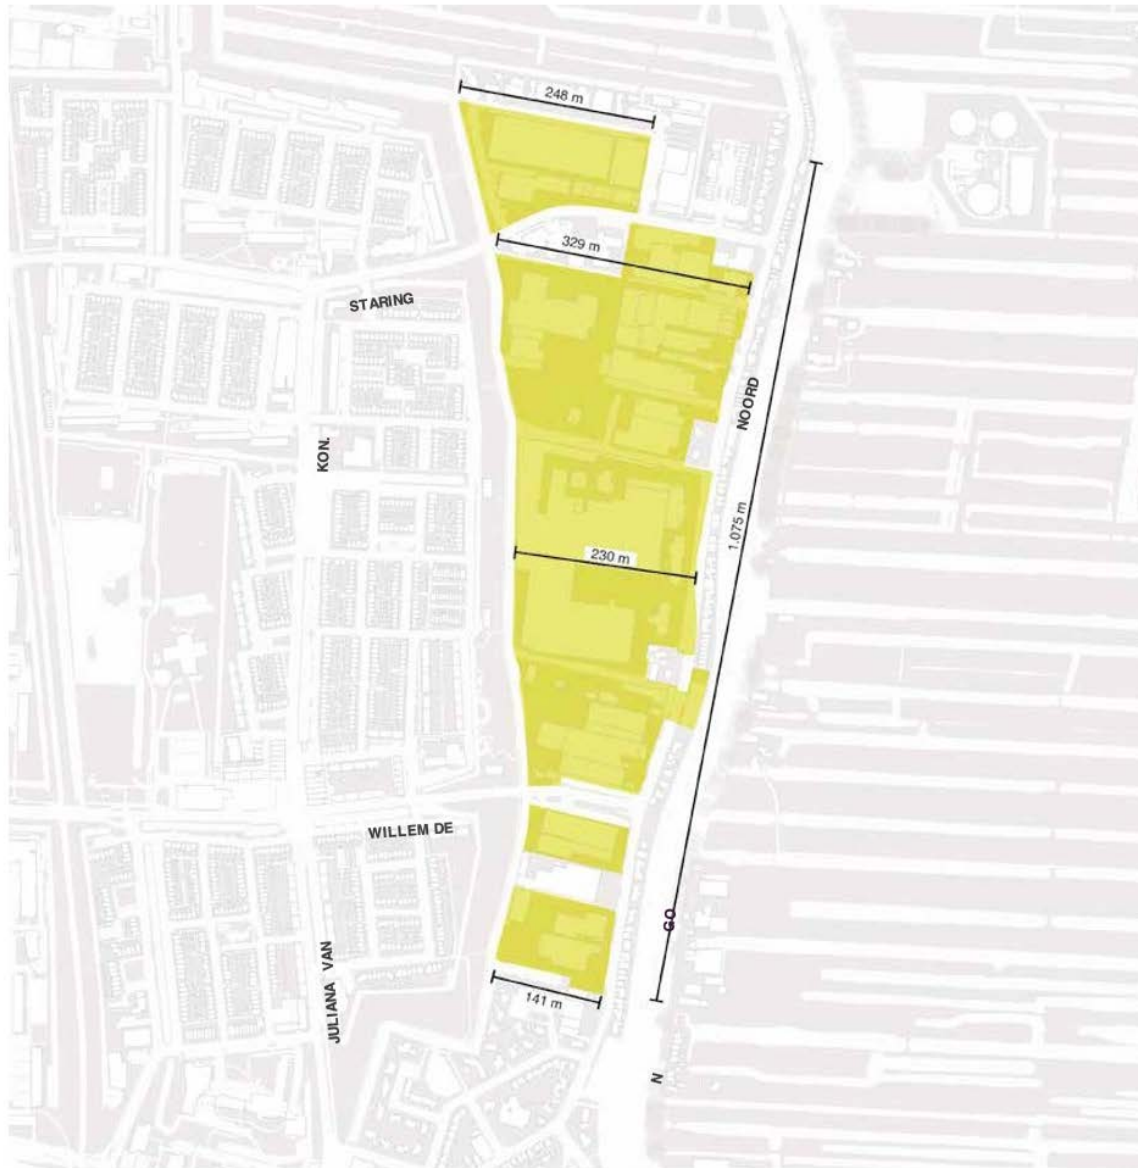 248 m
329 m
STARING
NOORD
KON.
1.075 m
230 m
WILLEM DE
GO
JULIANA VAN
141 m
N